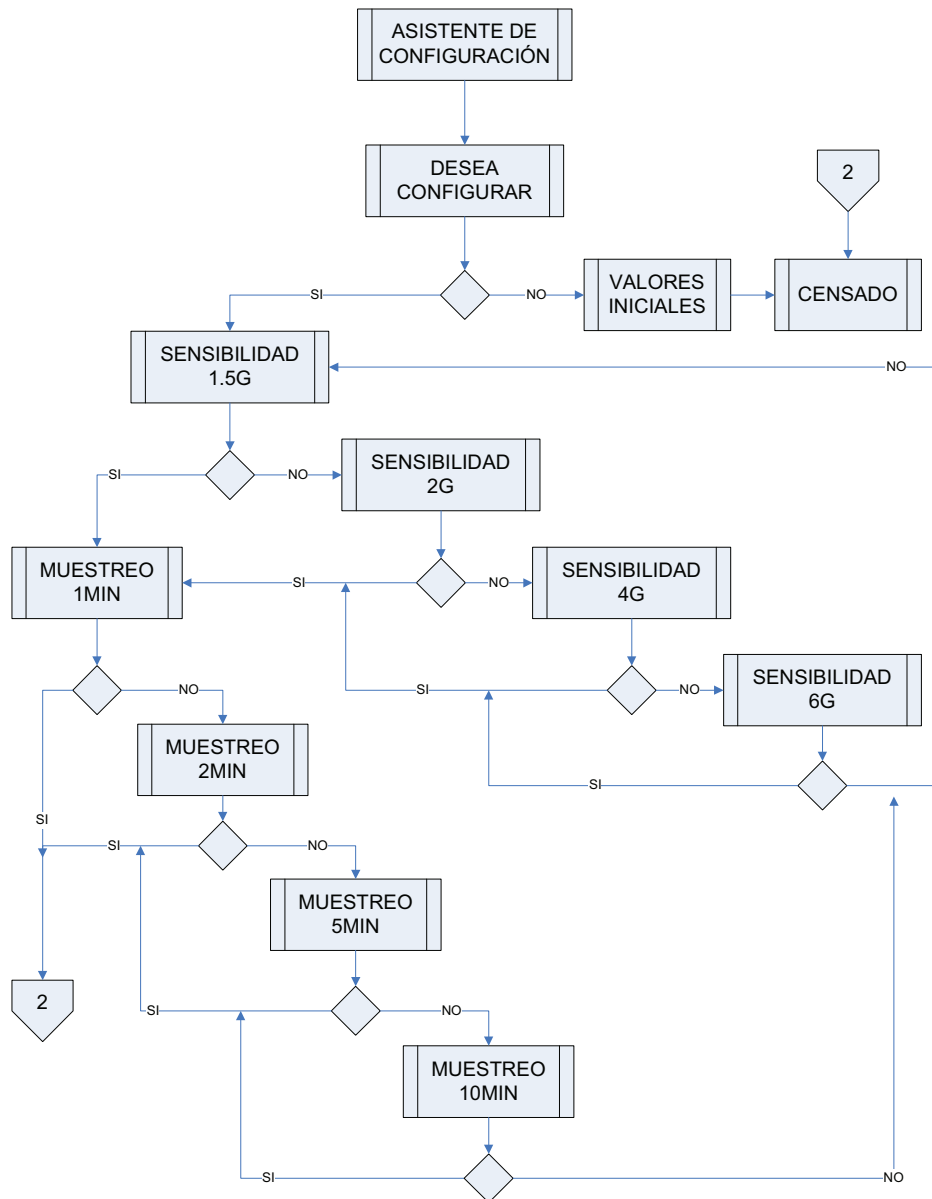 ASISTENTE DE
CONFIGURACIÓN
DESEA
CONFIGURAR
2
SI
NO
VALORES
INICIALES
CENSADO
SENSIBILIDAD
1.5G
NO
SI
NO
SENSIBILIDAD
2G
MUESTREO
1MIN
SI
NO
SENSIBILIDAD
4G
NO
SI
NO
SENSIBILIDAD
6G
MUESTREO
2MIN
SI
SI
SI
NO
MUESTREO
5MIN
2
SI
NO
MUESTREO
10MIN
SI
NO